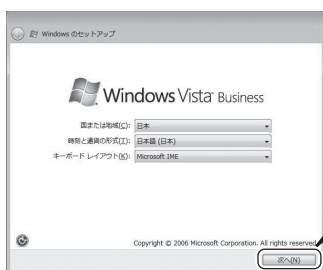 Windows のセットアップ
Windows Vista Business
国または地域(C): 日本
時刻と通貨の形式(T): 日本語 (日本)
キーボード レイアウト(K): Microsoft IME
Copyright © 2006 Microsoft Corporation. All rights reserved.
次へ(N)